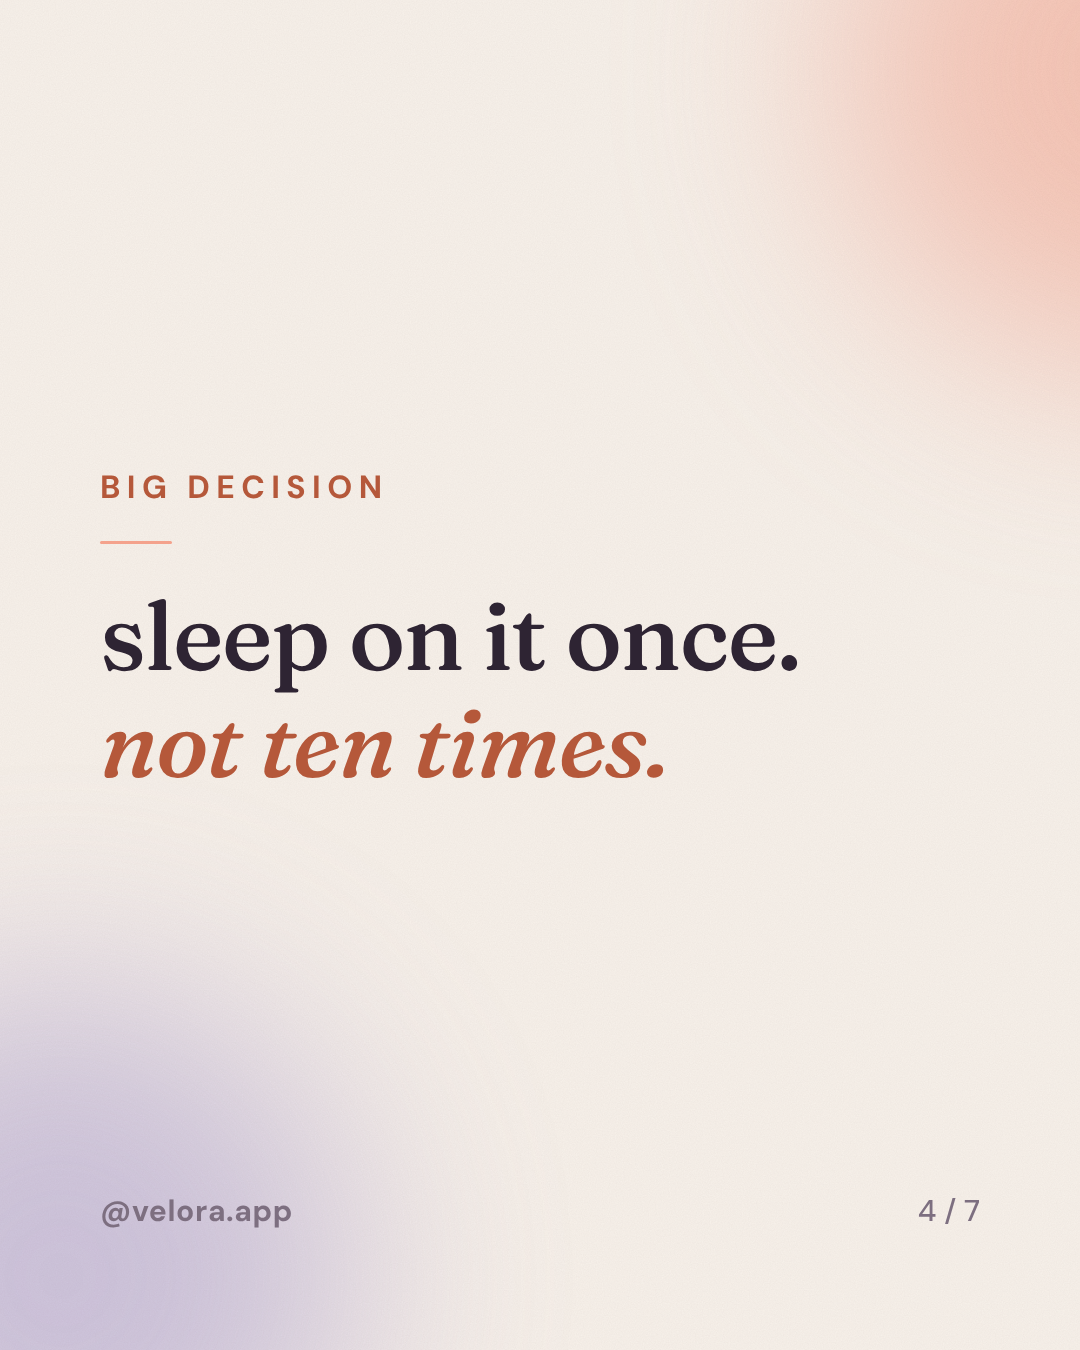 BIG DECISION
sleep on it once.
not ten times.
@velora.app
4 / 7